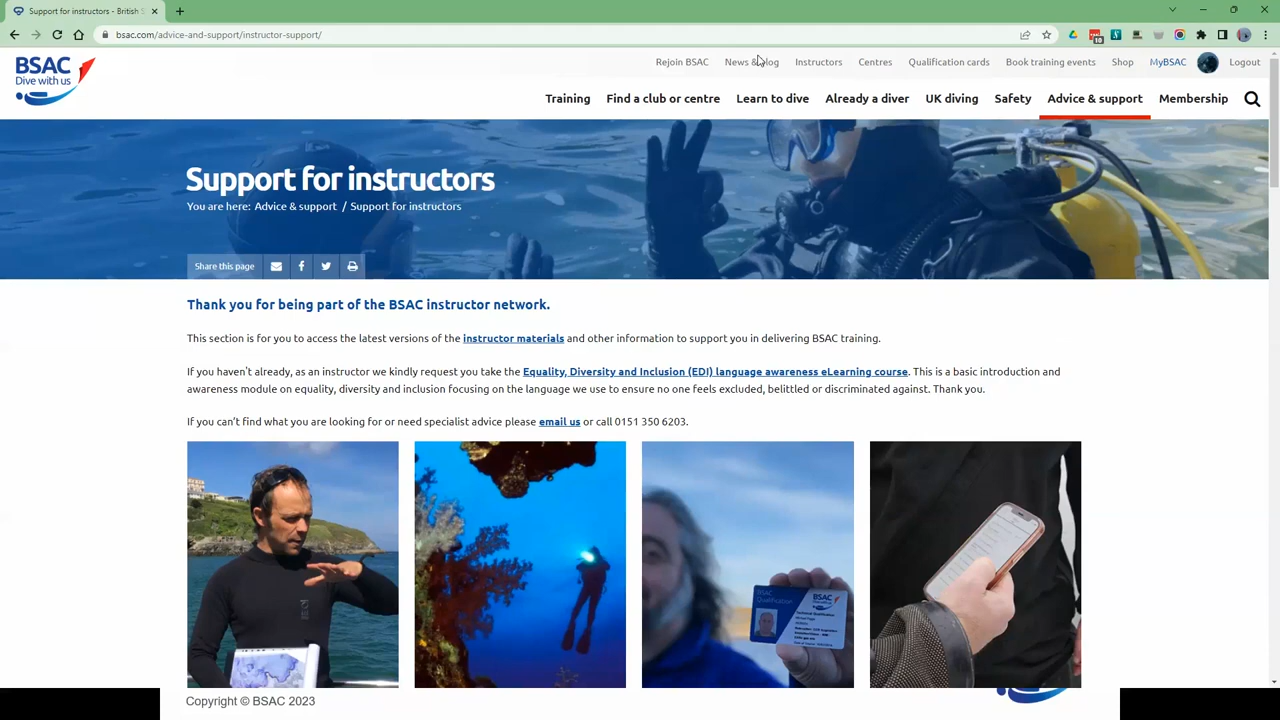 Support for instructors - British S
bsac.com/advice-and-support/instructor-support/
10
BSAC
Dive with us
Rejoin BSAC News & Blog Instructors Centres Qualification cards Book training events Shop MyBSAC Logout
Training Find a club or centre Learn to dive Already a diver UK diving Safety Advice & support Membership
Support for instructors
You are here: Advice & support / Support for instructors
Share this page
Thank you for being part of the BSAC instructor network.
This section is for you to access the latest versions of the instructor materials and other information to support you in delivering BSAC training.
If you haven't already, as an instructor we kindly request you take the Equality, Diversity and Inclusion (EDI) language awareness eLearning course. This is a basic introduction and
awareness module on equality, diversity and inclusion focusing on the language we use to ensure no one feels excluded, belittled or discriminated against. Thank you.
If you can't find what you are looking for or need specialist advice please email us or call 0151 350 6203.
BSAC
Qualification
BSAC
Copyright © BSAC 2023